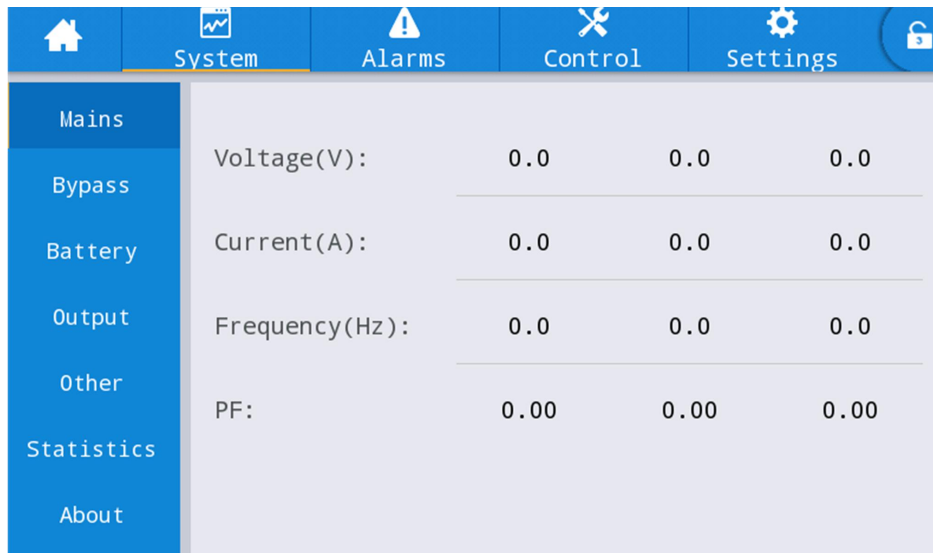 System Alarms Control Settings 3
Mains
Voltage(V): 0.0 0.0 0.0
Bypass
Current(A): 0.0 0.0 0.0
Battery
Output
Frequency(Hz): 0.0 0.0 0.0
Other
PF: 0.00 0.00 0.00
Statistics
About